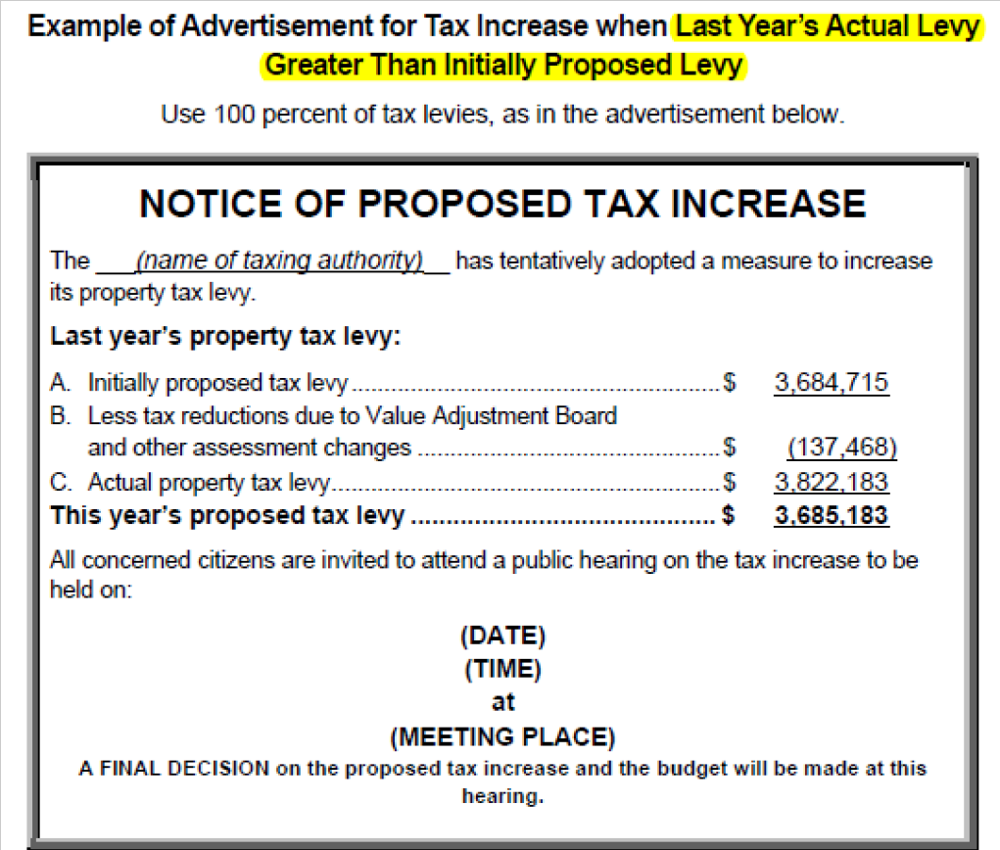 Example of Advertisement for Tax Increase when Last Year's Actual Levy
Greater Than Initially Proposed Levy
Use 100 percent of tax levies, as in the advertisement below.
NOTICE OF PROPOSED TAX INCREASE
The ___(name of taxing authority)__ has tentatively adopted a measure to increase
its property tax levy.
Last year's property tax levy:
A. Initially proposed tax levy.......................................................$ 3,684,715
B. Less tax reductions due to Value Adjustment Board
and other assessment changes .............................................$ (137,468)
C. Actual property tax levy..........................................................$ 3,822,183
This year's proposed tax levy ........................................... $ 3,685,183
All concerned citizens are invited to attend a public hearing on the tax increase to be
held on:
(DATE)
(TIME)
at
(MEETING PLACE)
A FINAL DECISION on the proposed tax increase and the budget will be made at this
hearing.